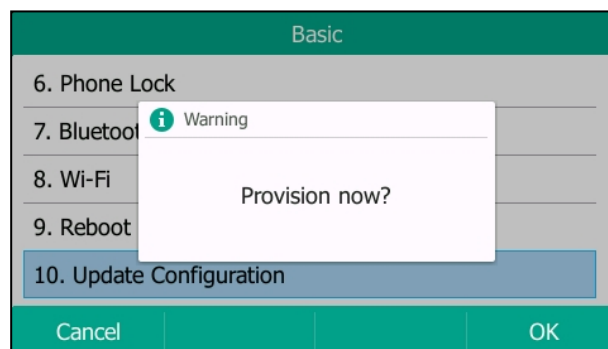 Basic
6. Phone Lock
7. Bluetoot
Warning
8. Wi-Fi
Provision now?
9. Reboot
10. Update Configuration
Cancel
OK